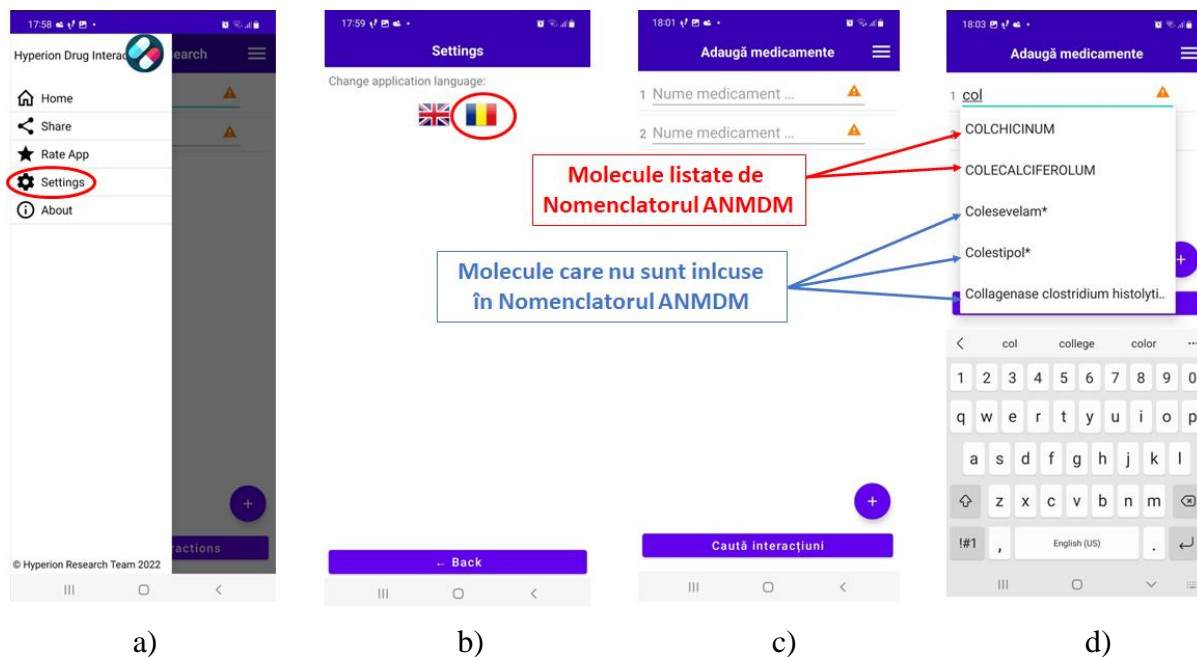 17:58
Hyperion Drug Interac
earch
Home
Share
Rate App
Settings
About
ractions
© Hyperion Research Team 2022
a)
17:59
Settings
Change application language:
← Back
b)
18:01
Adaugă medicamente
1 Nume medicament ...
2 Nume medicament ...
Molecule listate de
Nomenclatorul ANMDM
Molecule care nu sunt inlcuse
în Nomenclatorul ANMDM
+
Caută interacțiuni
c)
18:03
Adaugă medicamente
1 col
COLCHICINUM
COLECALCIFEROLUM
Colesevelam*
Colestipol*
Collagenase clostridium histolyti..
+
col college color ...
1 2 3 4 5 6 7 8 9 0
q w e r t y u i o p
a s d f g h j k l
z x c v b n m
!#1 , English (US) .
d)